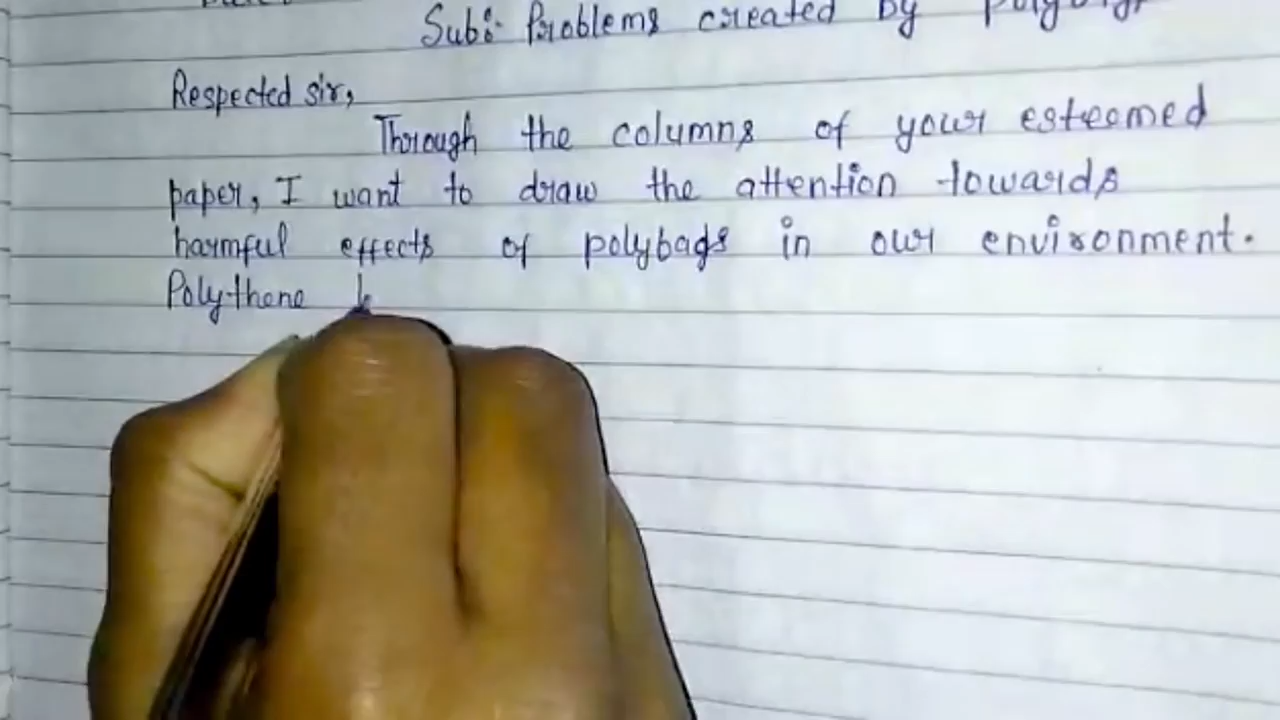 Sub:- Problems created by
Respected sir,
Through the columns of your esteemed
paper, I want to draw the attention towards
harmful effects of polybags in our environment.
Polythene